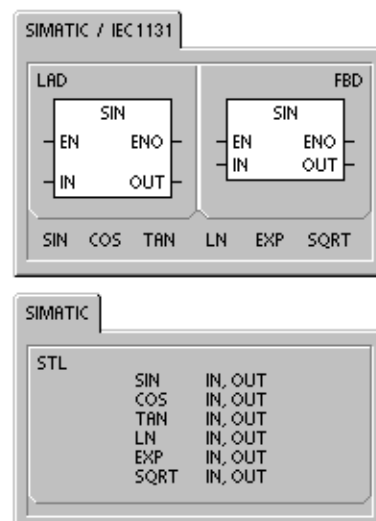 SIMATIC / IEC1131
LAD FBD
SIN SIN
EN ENO EN ENO
IN OUT IN OUT
SIN COS TAN LN EXP SQRT
SIMATIC
STL
SIN IN, OUT
COS IN, OUT
TAN IN, OUT
LN IN, OUT
EXP IN, OUT
SQRT IN, OUT